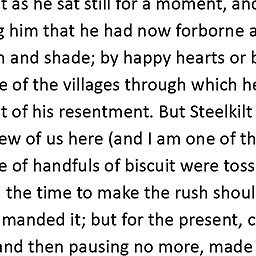 t as he sat still for a moment, and
g him that he had now forborne a
n and shade; by happy hearts or b
e of the villages through which he
t of his resentment. But Steelkilt
ew of us here (and I am one of th
e of handfuls of biscuit were toss
the time to make the rush shoul
manded it; but for the present, c
and then pausing no more, made